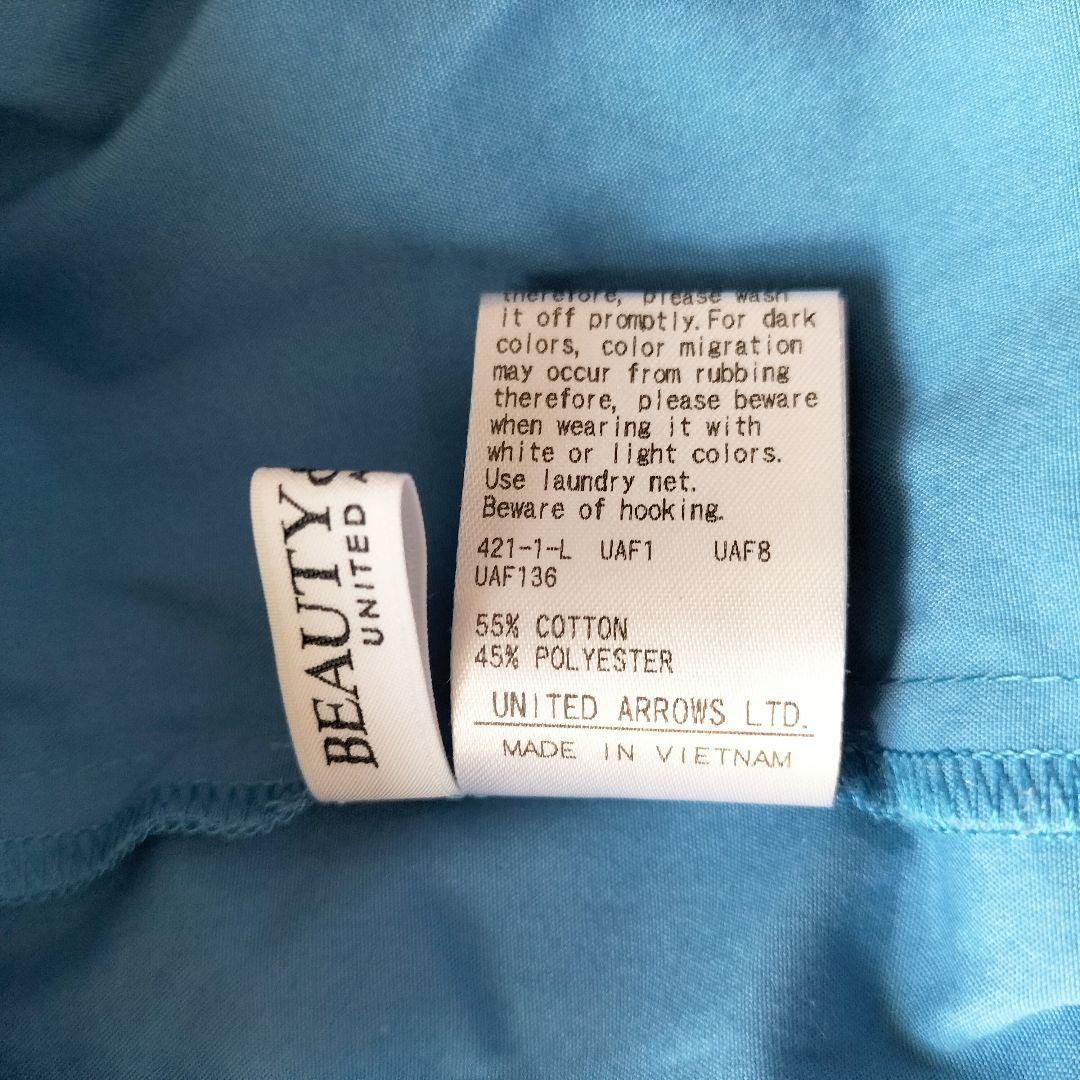 BEAUTY &
UNITED A
therefore, please wash
it off promptly.For dark
colors, color migration
may occur from rubbing
therefore, please beware
when wearing it with
white or light colors.
Use laundry net.
Beware of hooking.
421-1-L UAF1 UAF8
UAF136
55% COTTON
45% POLYESTER
UNITED ARROWS LTD.
MADE IN VIETNAM